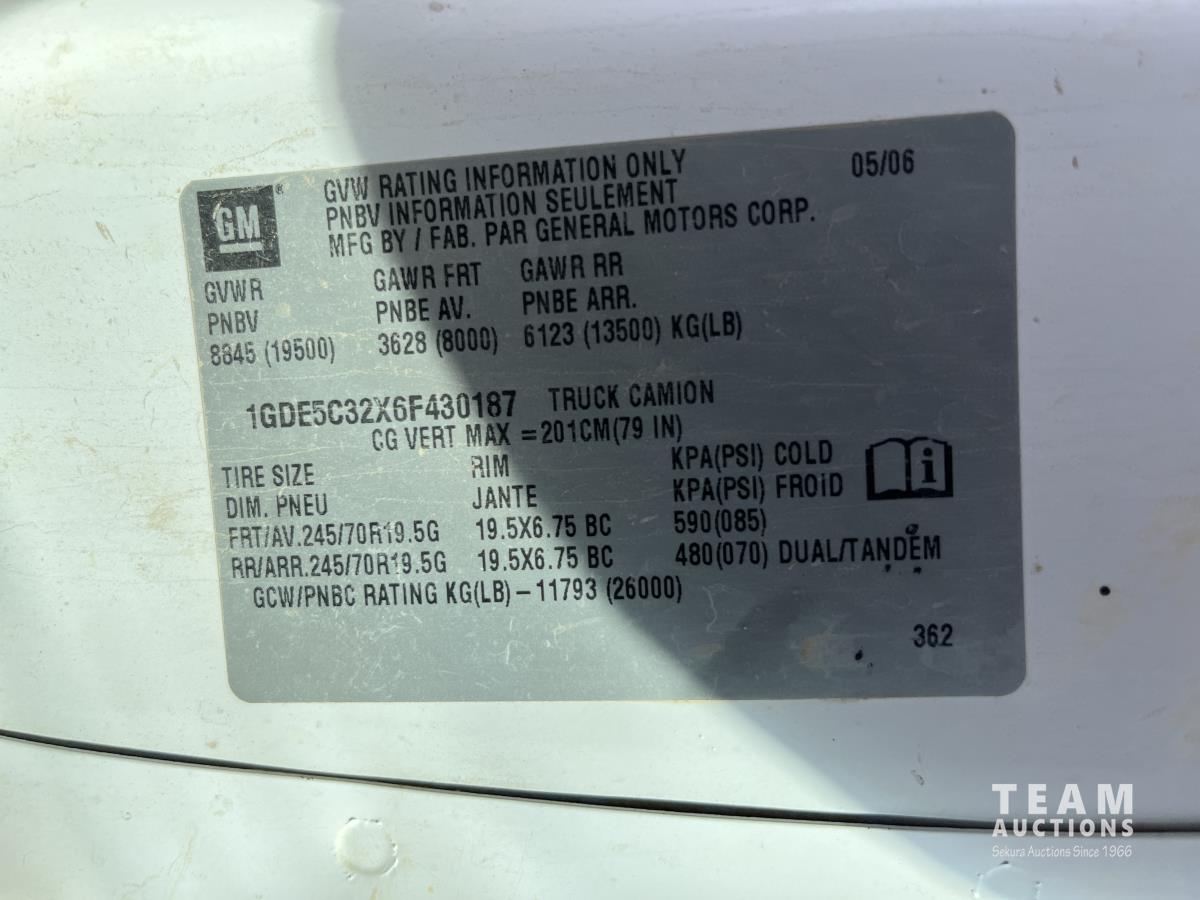 GM
GVW RATING INFORMATION ONLY 05/06
PNBV INFORMATION SEULEMENT
MFG BY / FAB. PAR GENERAL MOTORS CORP.
GVWR GAWR FRT GAWR RR
PNBV PNBE AV. PNBE ARR.
8845 (19500) 3628 (8000) 6123 (13500) KG(LB)
1GDE5C32X6F430187 TRUCK CAMION
CG VERT MAX =201CM(79 IN)
TIRE SIZE RIM KPA(PSI) COLD
DIM. PNEU JANTE KPA(PSI) FROID
FRT/AV.245/70R19.5G 19.5X6.75 BC 590(085)
RR/ARR.245/70R19.5G 19.5X6.75 BC 480(070) DUAL/TANDEM
GCW/PNBC RATING KG(LB)-11793 (26000)
362
TEAM
AUCTIONS
Sekura Auctions Since 1966